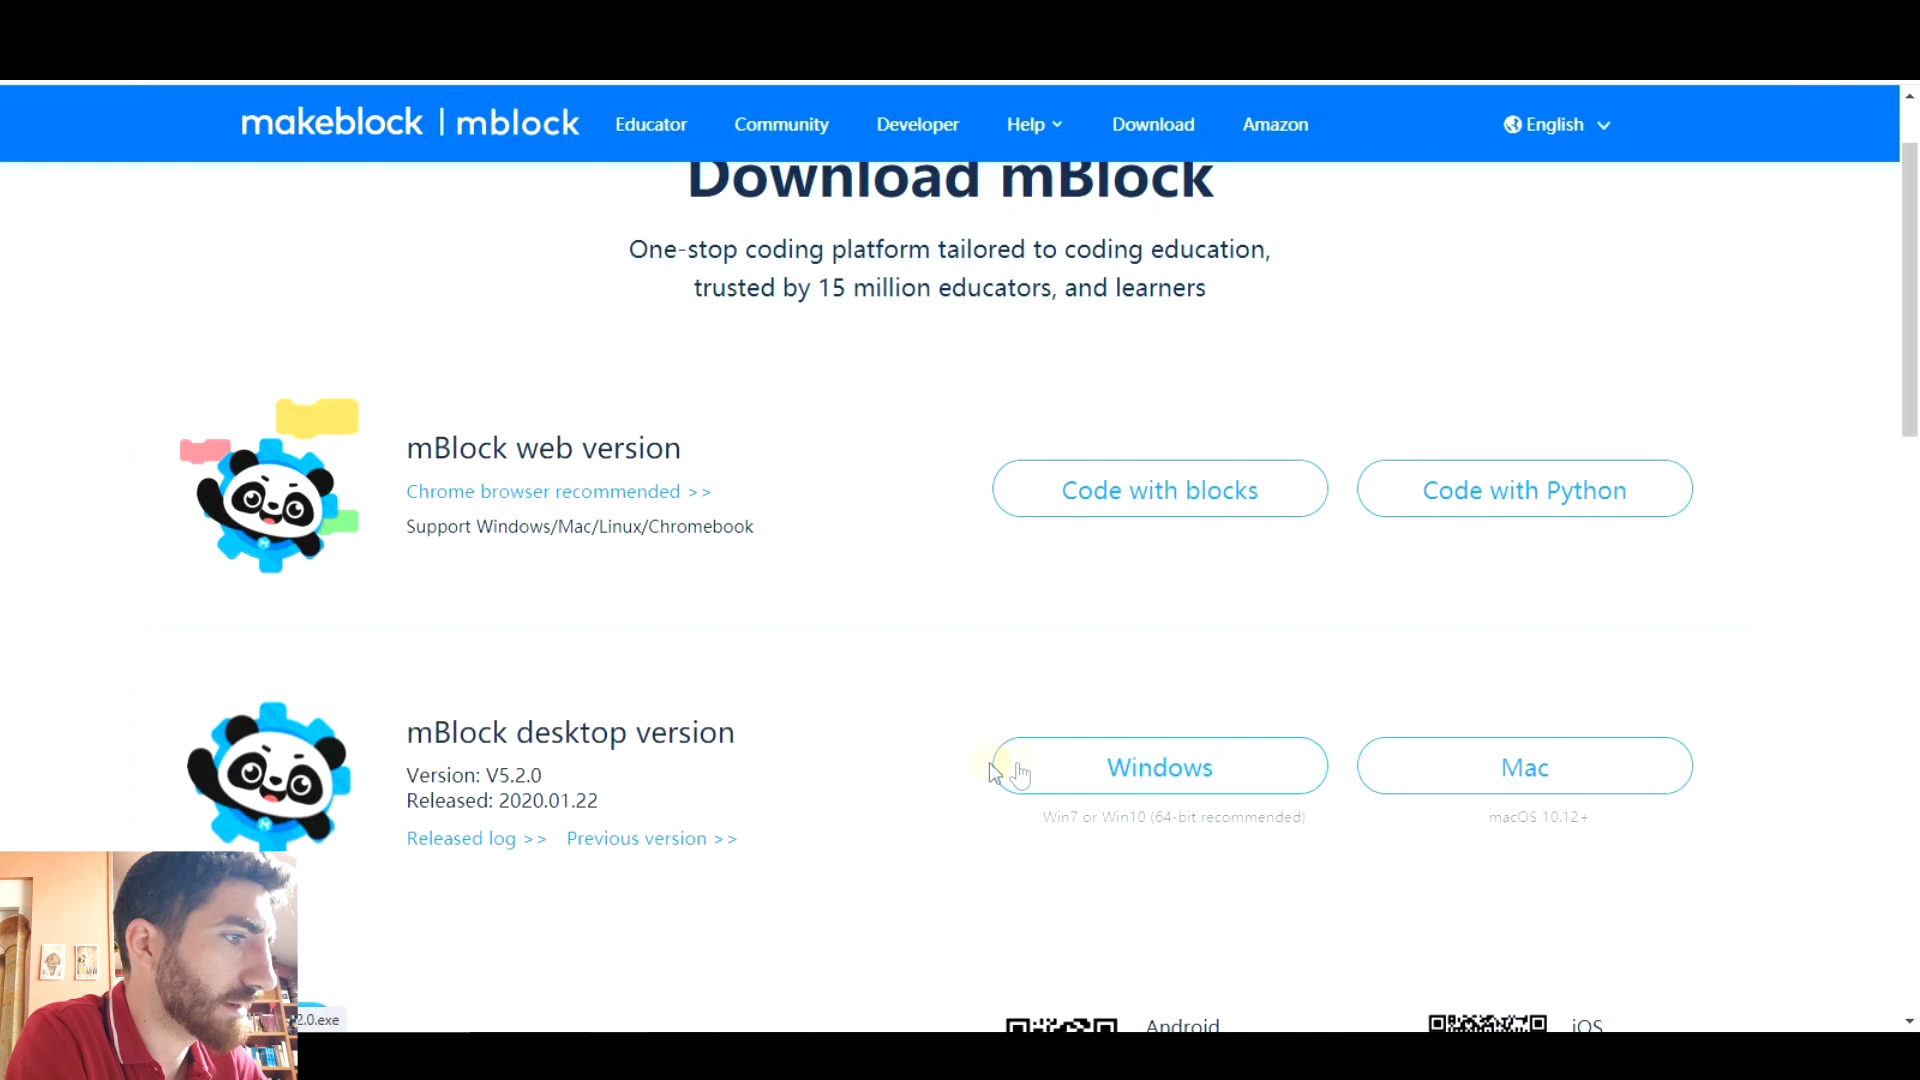 makeblock | mblock
Educator
Community
Developer
Help
Download
Amazon
English
Download mBlock
One-stop coding platform tailored to coding education,
trusted by 15 million educators, and learners
mBlock web version
Chrome browser recommended >>
Support Windows/Mac/Linux/Chromebook
Code with blocks
Code with Python
mBlock desktop version
Version: V5.2.0
Released: 2020.01.22
Released log >>
Previous version >>
Windows
Win7 or Win10 (64-bit recommended)
Mac
macOS 10.12+
2.0.exe
Android
iOS